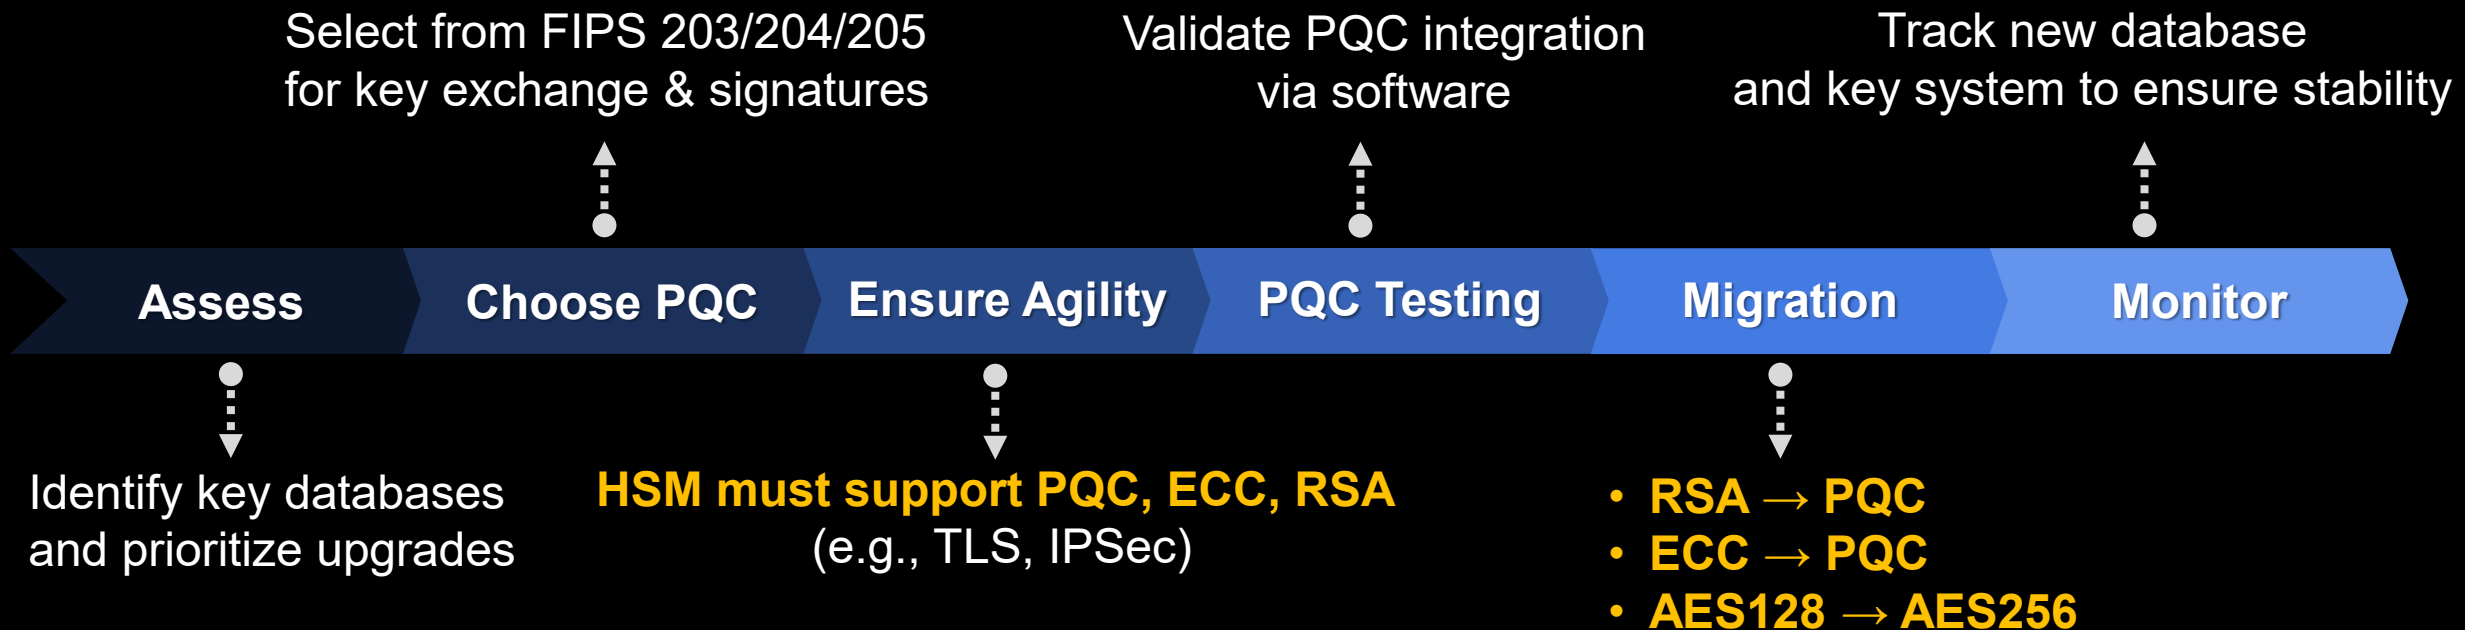 Select from FIPS 203/204/205
for key exchange & signatures
Validate PQC integration
via software
Track new database
and key system to ensure stability
Assess
Choose PQC
Ensure Agility
PQC Testing
Migration
Monitor
Identify key databases
and prioritize upgrades
HSM must support PQC, ECC, RSA
(e.g., TLS, IPSec)
• RSA → PQC
• ECC → PQC
• AES128 → AES256